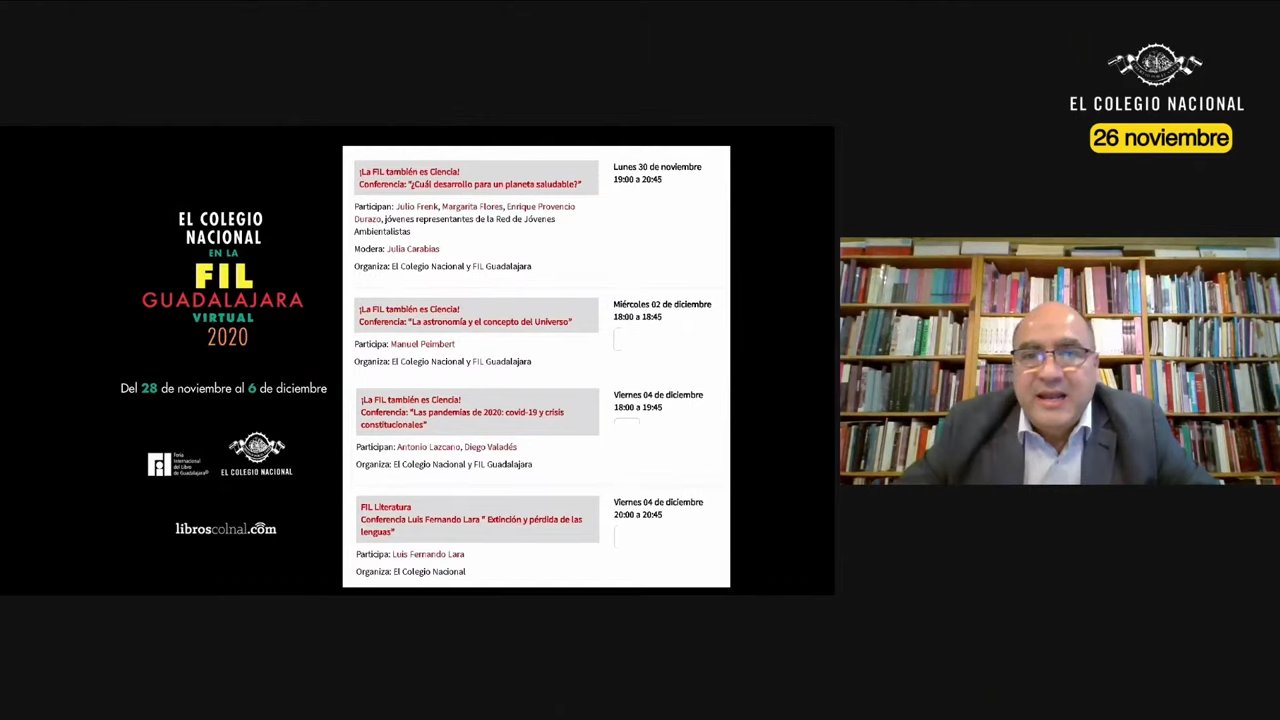 EL COLEGIO NACIONAL
26 noviembre
EL COLEGIO
NACIONAL
EN LA
FIL
GUADALAJARA
VIRTUAL
2020
Del 28 de noviembre al 6 de diciembre
FIL
Feria
Internacional
del Libro
de Guadalajara
EL COLEGIO NACIONAL
libroscolnal.com
¡La FIL también es Ciencia!
Conferencia: "¿Cuál desarrollo para un planeta saludable?"
Lunes 30 de noviembre
19:00 a 20:45
Participan: Julio Frenk, Margarita Flores, Enrique Provencio
Durazo, jóvenes representantes de la Red de Jóvenes
Ambientalistas
Modera: Julia Carabias
Organiza: El Colegio Nacional y FIL Guadalajara
¡La FIL también es Ciencia!
Conferencia: "La astronomía y el concepto del Universo"
Miércoles 02 de diciembre
18:00 a 18:45
Participa: Manuel Peimbert
Organiza: El Colegio Nacional y FIL Guadalajara
¡La FIL también es Ciencia!
Conferencia: "Las pandemias de 2020: covid-19 y crisis
constitucionales"
Viernes 04 de diciembre
18:00 a 19:45
Participan: Antonio Lazcano, Diego Valadés
Organiza: El Colegio Nacional y FIL Guadalajara
FIL Literatura
Conferencia Luis Fernando Lara " Extinción y pérdida de las
lenguas"
Viernes 04 de diciembre
20:00 a 20:45
Participa: Luis Fernando Lara
Organiza: El Colegio Nacional